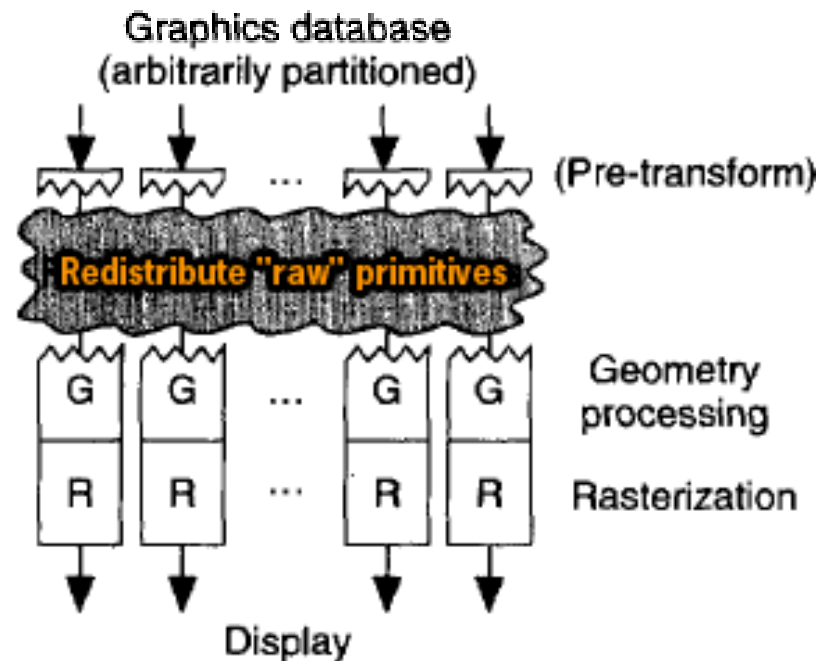 Graphics database
(arbitrarily partitioned)
...
(Pre-transform)
Redistribute "raw" primitives
G G ... G G
Geometry
processing
R R ... R R
Rasterization
Display